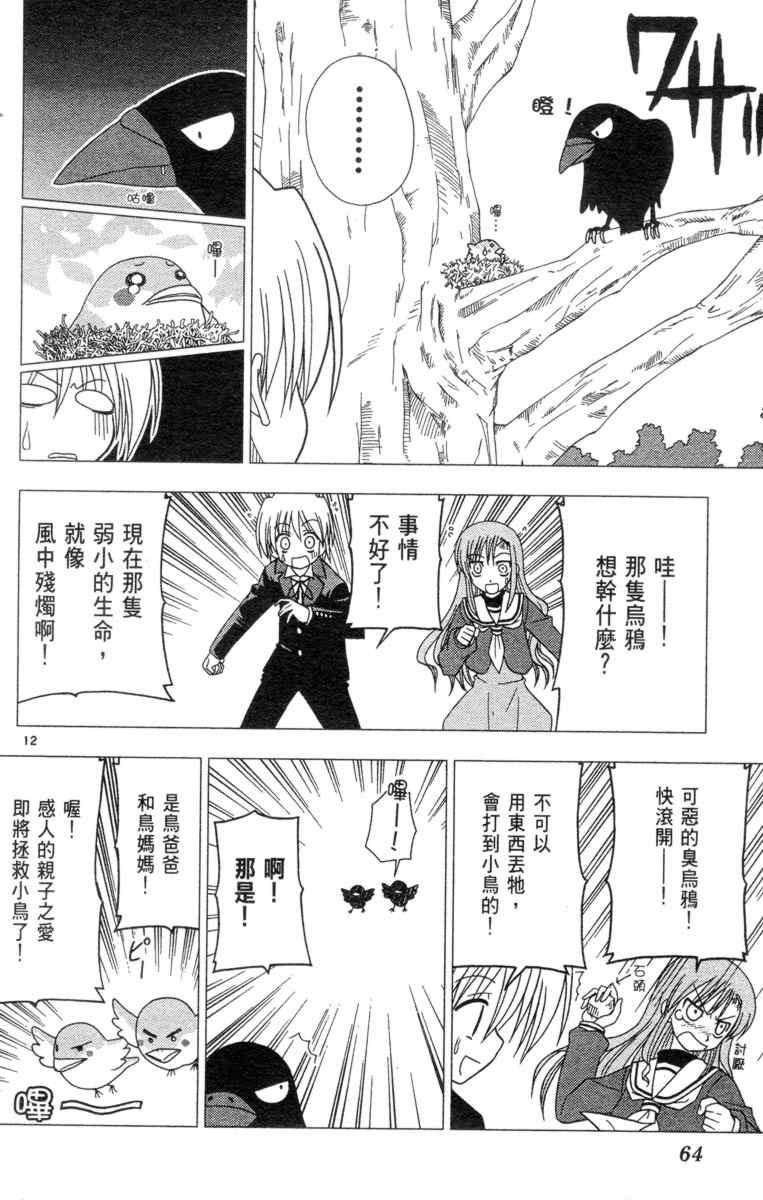 瞪！
嗶…
………
咕嚕
嗶—
哇——！
那隻烏鴉
想幹什麼？
事情
不好了！
現在那隻
弱小的生命，
就像
風中殘燭啊！
12
可惡的臭烏鴉！
快滾開——！
石頭
討厭
不可以
用東西丟牠，
會打到小鳥的！
嗶——！
啊！
那是！
是鳥爸爸
和鳥媽媽！
ピー
喔！
感人的親子之愛
即將拯救小鳥了！
嗶——
64